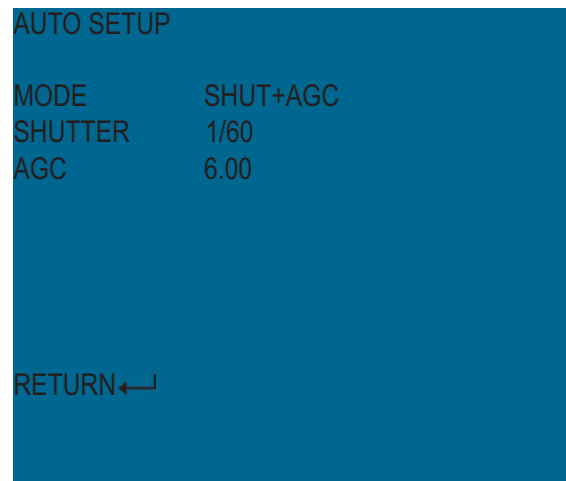 AUTO SETUP
MODE SHUT+AGC
SHUTTER 1/60
AGC 6.00
RETURN↵